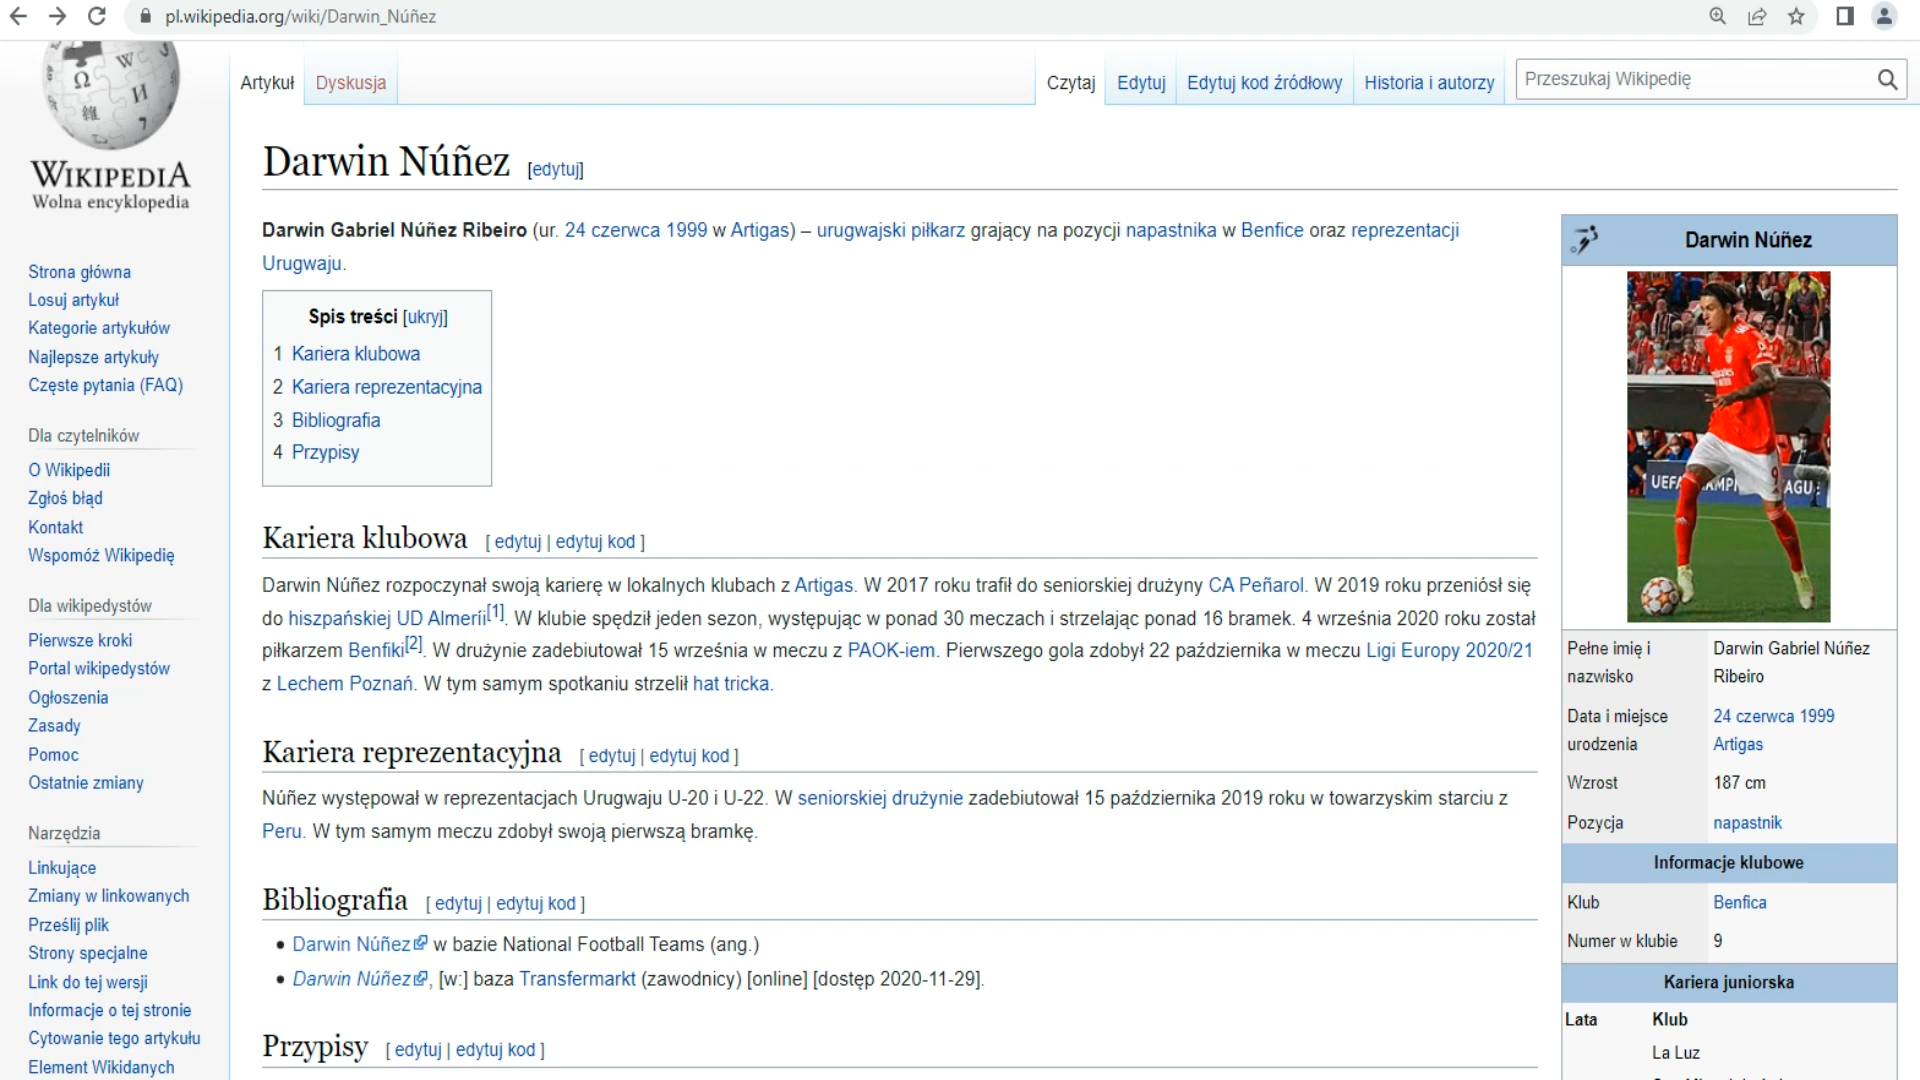 pl.wikipedia.org/wiki/Darwin_Núñez
WIKIPEDIA
Wolna encyklopedia
Artykuł Dyskusja Czytaj Edytuj Edytuj kod źródłowy Historia i autorzy Przeszukaj Wikipedię
Strona główna
Losuj artykuł
Kategorie artykułów
Najlepsze artykuły
Częste pytania (FAQ)
Dla czytelników
O Wikipedii
Zgłoś błąd
Kontakt
Wspomóż Wikipedię
Dla wikipedystów
Pierwsze kroki
Portal wikipedystów
Ogłoszenia
Zasady
Pomoc
Ostatnie zmiany
Narzędzia
Linkujące
Zmiany w linkowanych
Prześlij plik
Strony specjalne
Link do tej wersji
Informacje o tej stronie
Cytowanie tego artykułu
Element Wikidanych
Darwin Núñez [edytuj]
Darwin Gabriel Núñez Ribeiro (ur. 24 czerwca 1999 w Artigas) – urugwajski piłkarz grający na pozycji napastnika w Benfice oraz reprezentacji
Urugwaju.
Spis treści [ukryj]
1 Kariera klubowa
2 Kariera reprezentacyjna
3 Bibliografia
4 Przypisy
Kariera klubowa [ edytuj | edytuj kod ]
Darwin Núñez rozpoczynał swoją karierę w lokalnych klubach z Artigas. W 2017 roku trafił do seniorskiej drużyny CA Peñarol. W 2019 roku przeniósł się
do hiszpańskiej UD Almeríi[1]. W klubie spędził jeden sezon, występując w ponad 30 meczach i strzelając ponad 16 bramek. 4 września 2020 roku został
piłkarzem Benfiki[2]. W drużynie zadebiutował 15 września w meczu z PAOK-iem. Pierwszego gola zdobył 22 października w meczu Ligi Europy 2020/21
z Lechem Poznań. W tym samym spotkaniu strzelił hat tricka.
Kariera reprezentacyjna [ edytuj | edytuj kod ]
Núñez występował w reprezentacjach Urugwaju U-20 i U-22. W seniorskiej drużynie zadebiutował 15 października 2019 roku w towarzyskim starciu z
Peru. W tym samym meczu zdobył swoją pierwszą bramkę.
Bibliografia [ edytuj | edytuj kod ]
• Darwin Núñez w bazie National Football Teams (ang.)
• Darwin Núñez, [w:] baza Transfermarkt (zawodnicy) [online] [dostęp 2020-11-29].
Przypisy [ edytuj | edytuj kod ]
Darwin Núñez
Pełne imię i nazwisko Darwin Gabriel Núñez Ribeiro
Data i miejsce urodzenia 24 czerwca 1999 Artigas
Wzrost 187 cm
Pozycja napastnik
Informacje klubowe
Klub Benfica
Numer w klubie 9
Kariera juniorska
Lata Klub
La Luz